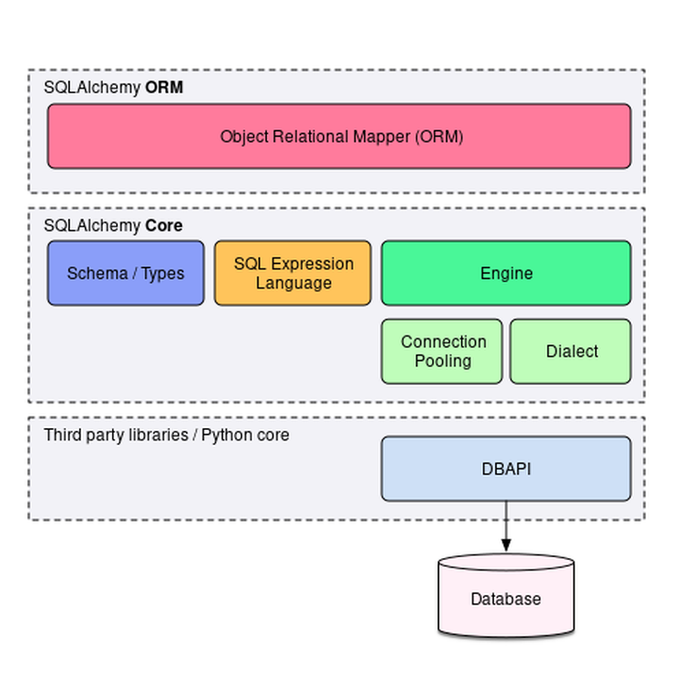 SQLAlchemy ORM
Object Relational Mapper (ORM)
SQLAlchemy Core
Schema / Types
SQL Expression
Language
Engine
Connection
Pooling
Dialect
Third party libraries / Python core
DBAPI
Database